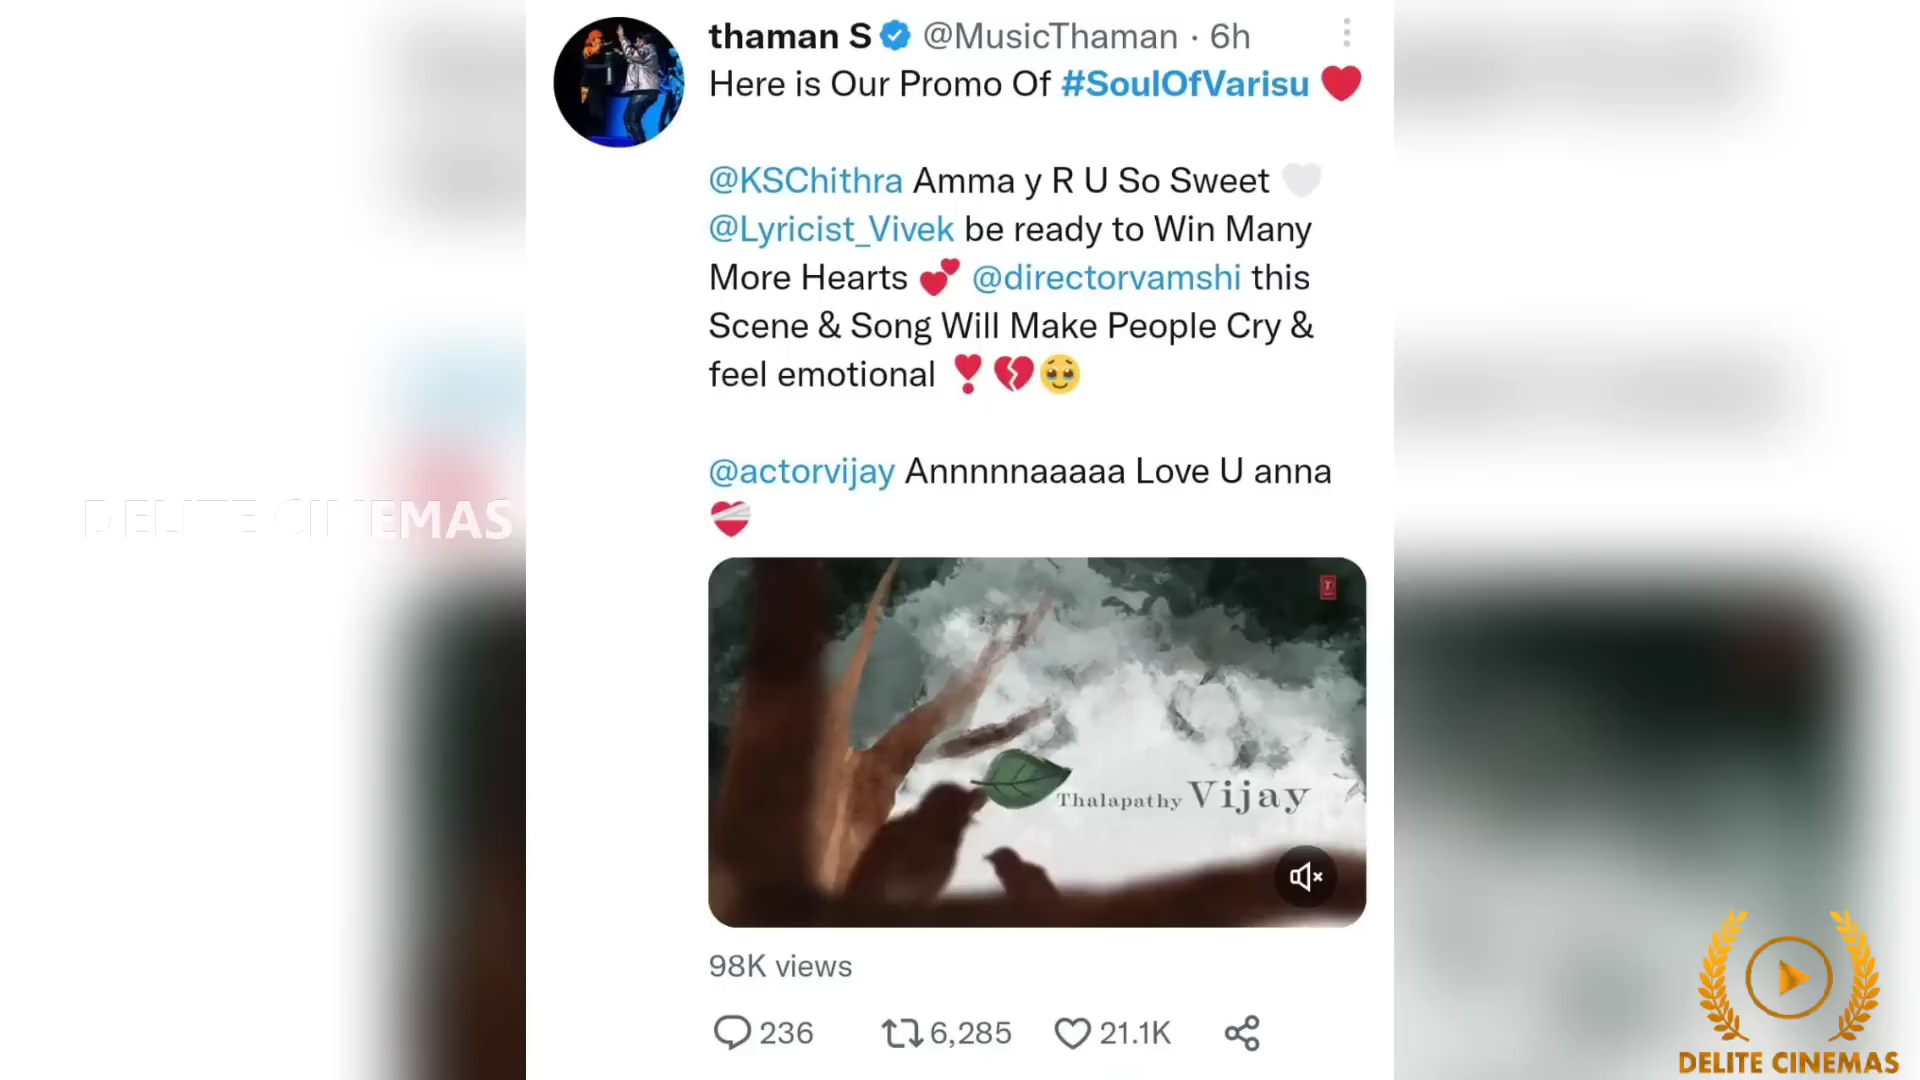 thaman S @MusicThaman · 6h
Here is Our Promo Of #SoulOfVarisu ❤️
@KSChithra Amma y R U So Sweet 🤍
@Lyricist_Vivek be ready to Win Many
More Hearts 💕 @directorvamshi this
Scene & Song Will Make People Cry &
feel emotional ❣️💔🥹
@actorvijay Annnnnaaaaa Love U anna
❤️‍🩹
DELITE CINEMAS
Thalapathy Vijay
98K views
236 6,285 21.1K
DELITE CINEMAS